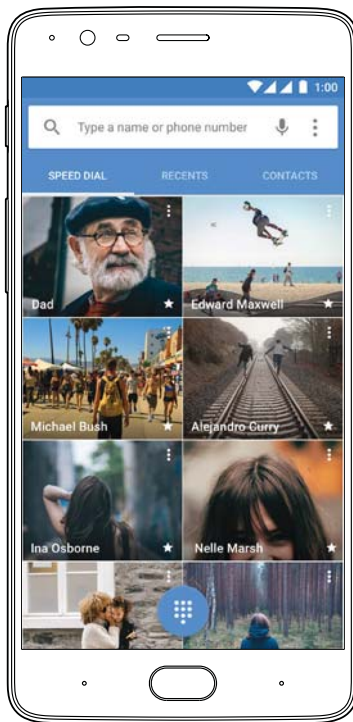 1:00
Type a name or phone number
SPEED DIAL RECENTS CONTACTS
Dad Edward Maxwell
Michael Bush Alejandro Curry
Ina Osborne Nelle Marsh